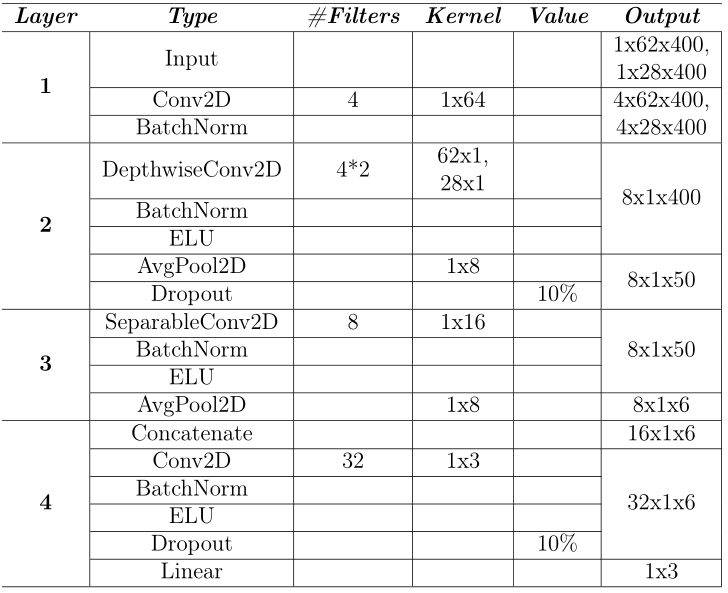 Layer Type #Filters Kernel Value Output
1 Input 1x62x400,
1x28x400
Conv2D 4 1x64 4x62x400,
BatchNorm 4x28x400
2 DepthwiseConv2D 4*2 62x1,
28x1
8x1x400
BatchNorm
ELU
AvgPool2D 1x8 8x1x50
Dropout 10%
3 SeparableConv2D 8 1x16 8x1x50
BatchNorm
ELU
AvgPool2D 1x8 8x1x6
4 Concatenate 16x1x6
Conv2D 32 1x3 32x1x6
BatchNorm
ELU
Dropout 10%
Linear 1x3